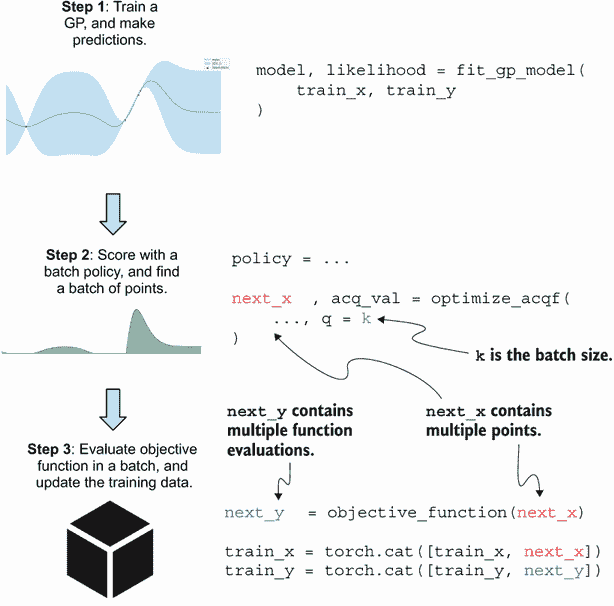 Step 1: Train
a GP, and make
predictions.
model, likelihood = fit_gp_model(
    train_x, train_y
)
Step 2: Score with a
batch policy, and find
a batch of points.
policy = ...
next_x , acq_val = optimize_acqf(
    ..., q = k
)
k is the batch size.
next_y contains
multiple function
evaluations.
next_x contains
multiple points.
Step 3: Evaluate objective
function in a batch, and
update the training data.
next_y = objective_function(next_x)
train_x = torch.cat([train_x, next_x])
train_y = torch.cat([train_y, next_y])